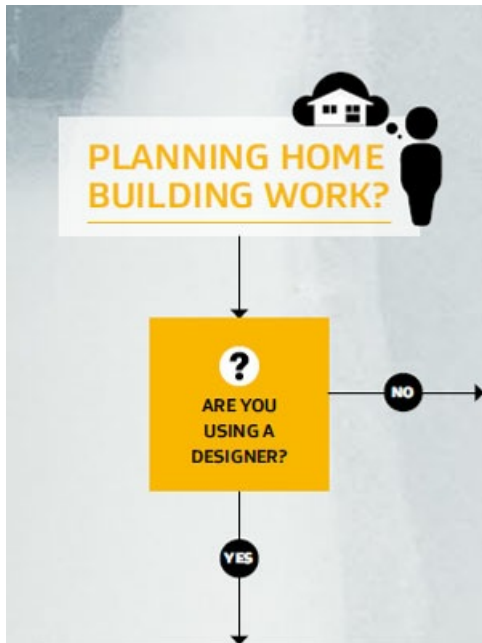 PLANNING HOME
BUILDING WORK?
?
ARE YOU
USING A
DESIGNER?
NO
YES